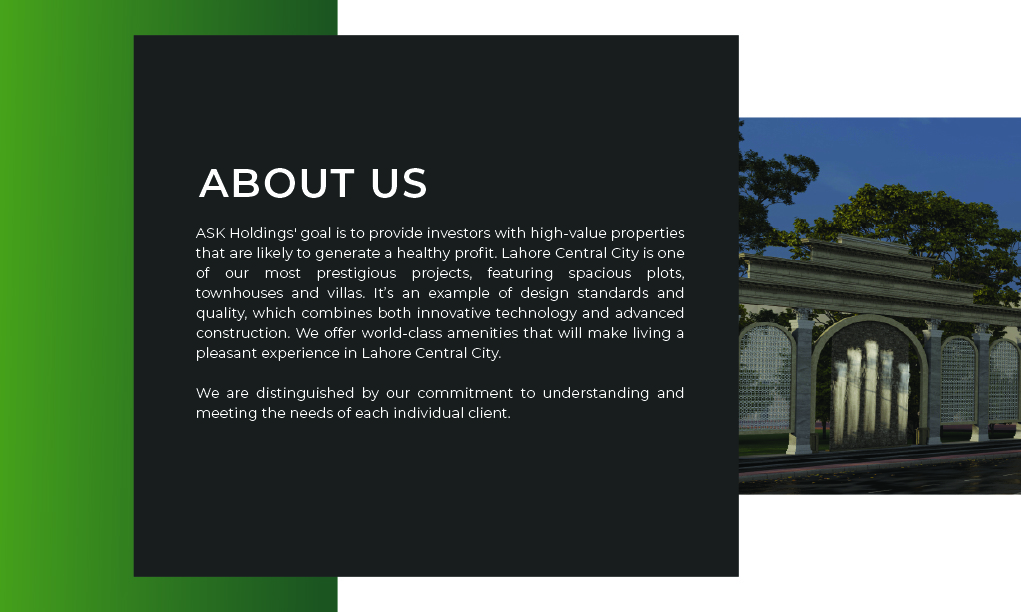 ABOUT US
ASK Holdings' goal is to provide investors with high-value properties
that are likely to generate a healthy profit. Lahore Central City is one
of our most prestigious projects, featuring spacious plots,
townhouses and villas. It’s an example of design standards and
quality, which combines both innovative technology and advanced
construction. We offer world-class amenities that will make living a
pleasant experience in Lahore Central City.
We are distinguished by our commitment to understanding and
meeting the needs of each individual client.